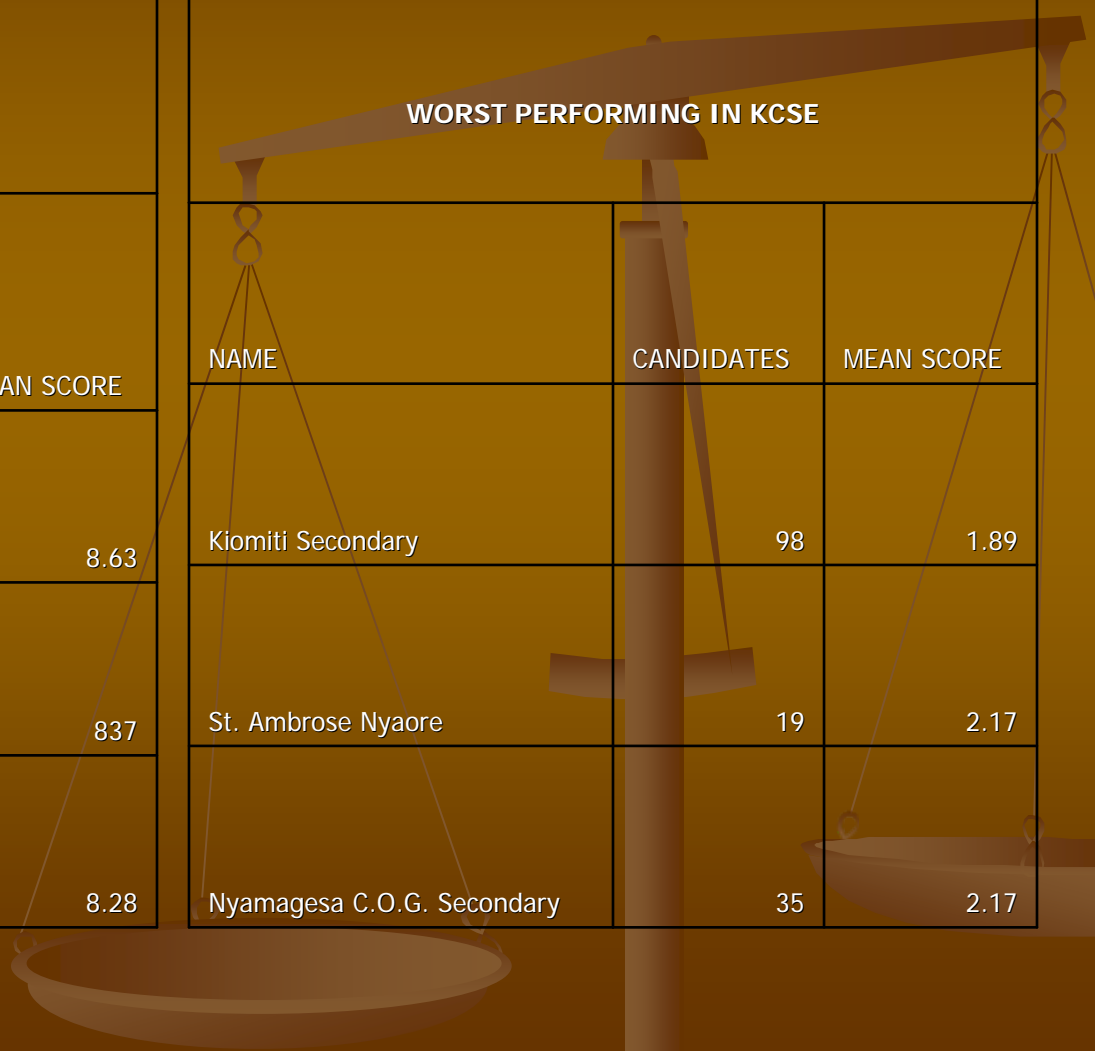 AN SCORE
8.63
837
8.28
WORST PERFORMING IN KCSE
NAME CANDIDATES MEAN SCORE
Kiomiti Secondary 98 1.89
St. Ambrose Nyaore 19 2.17
Nyamagesa C.O.G. Secondary 35 2.17